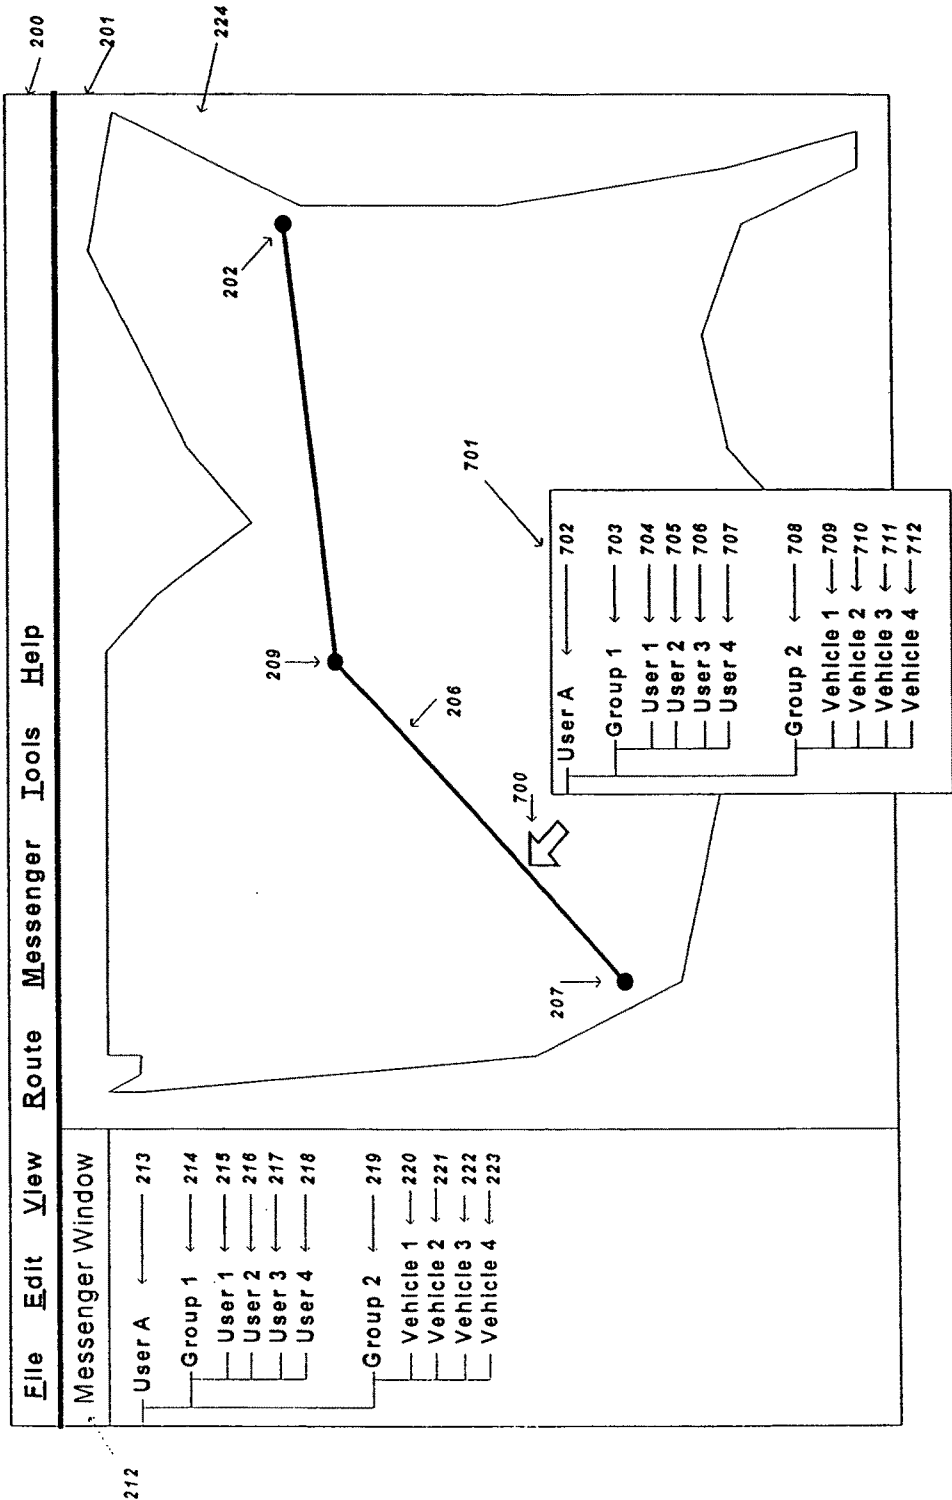 200
201
224
File Edit View Route Messenger Tools Help
Messenger Window
212
User A 213
Group 1 214
User 1 215
User 2 216
User 3 217
User 4 218
Group 2 219
Vehicle 1 220
Vehicle 2 221
Vehicle 3 222
Vehicle 4 223
202
209
206
207
700
701
User A 702
Group 1 703
User 1 704
User 2 705
User 3 706
User 4 707
Group 2 708
Vehicle 1 709
Vehicle 2 710
Vehicle 3 711
Vehicle 4 712